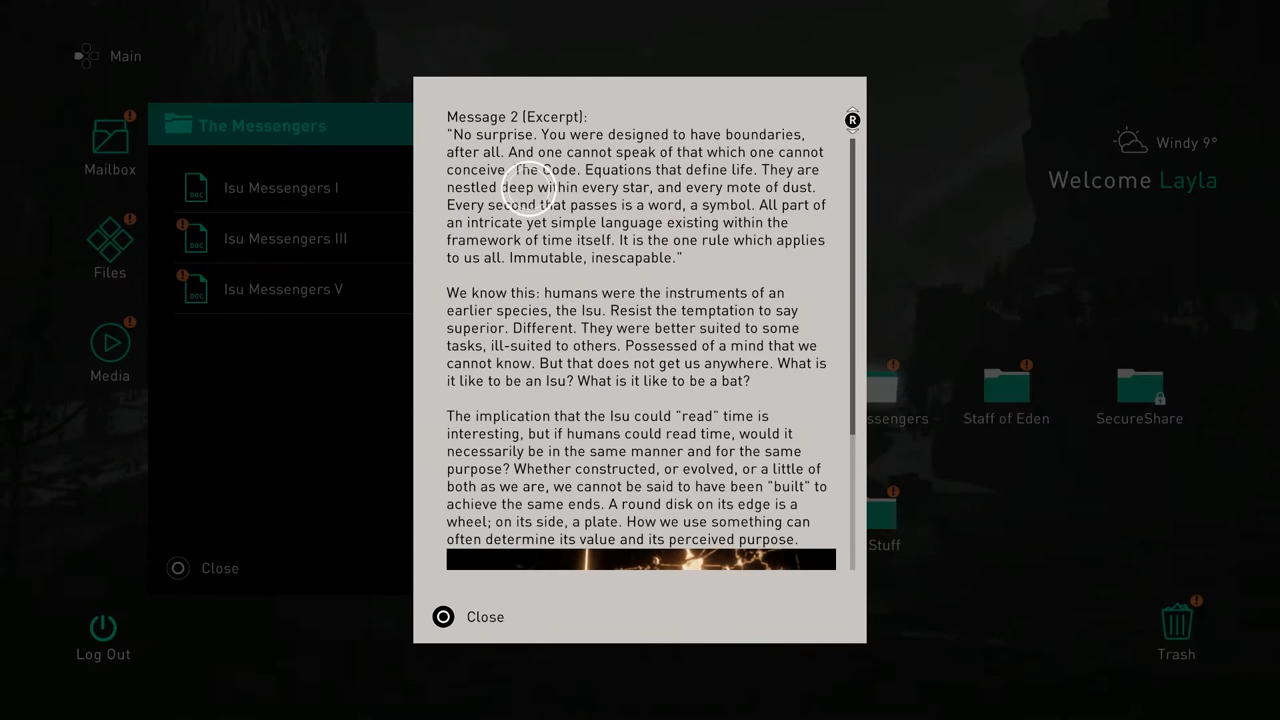 Main
Mailbox
Files
Media
Log Out
The Messengers
Isu Messengers I
Isu Messengers III
Isu Messengers V
DOC
DOC
DOC
Close
Message 2 (Excerpt):
"No surprise. You were designed to have boundaries,
after all. And one cannot speak of that which one cannot
conceive. The Code. Equations that define life. They are
nestled deep within every star, and every mote of dust.
Every second that passes is a word, a symbol. All part of
an intricate yet simple language existing within the
framework of time itself. It is the one rule which applies
to us all. Immutable, inescapable."
We know this: humans were the instruments of an
earlier species, the Isu. Resist the temptation to say
superior. Different. They were better suited to some
tasks, ill-suited to others. Possessed of a mind that we
cannot know. But that does not get us anywhere. What is
it like to be an Isu? What is it like to be a bat?
The implication that the Isu could "read" time is
interesting, but if humans could read time, would it
necessarily be in the same manner and for the same
purpose? Whether constructed, or evolved, or a little of
both as we are, we cannot be said to have been "built" to
achieve the same ends. A round disk on its edge is a
wheel; on its side, a plate. How we use something can
often determine its value and its perceived purpose.
R
Close
Windy 9°
Welcome Layla
ssengers
Staff of Eden
SecureShare
Stuff
Trash